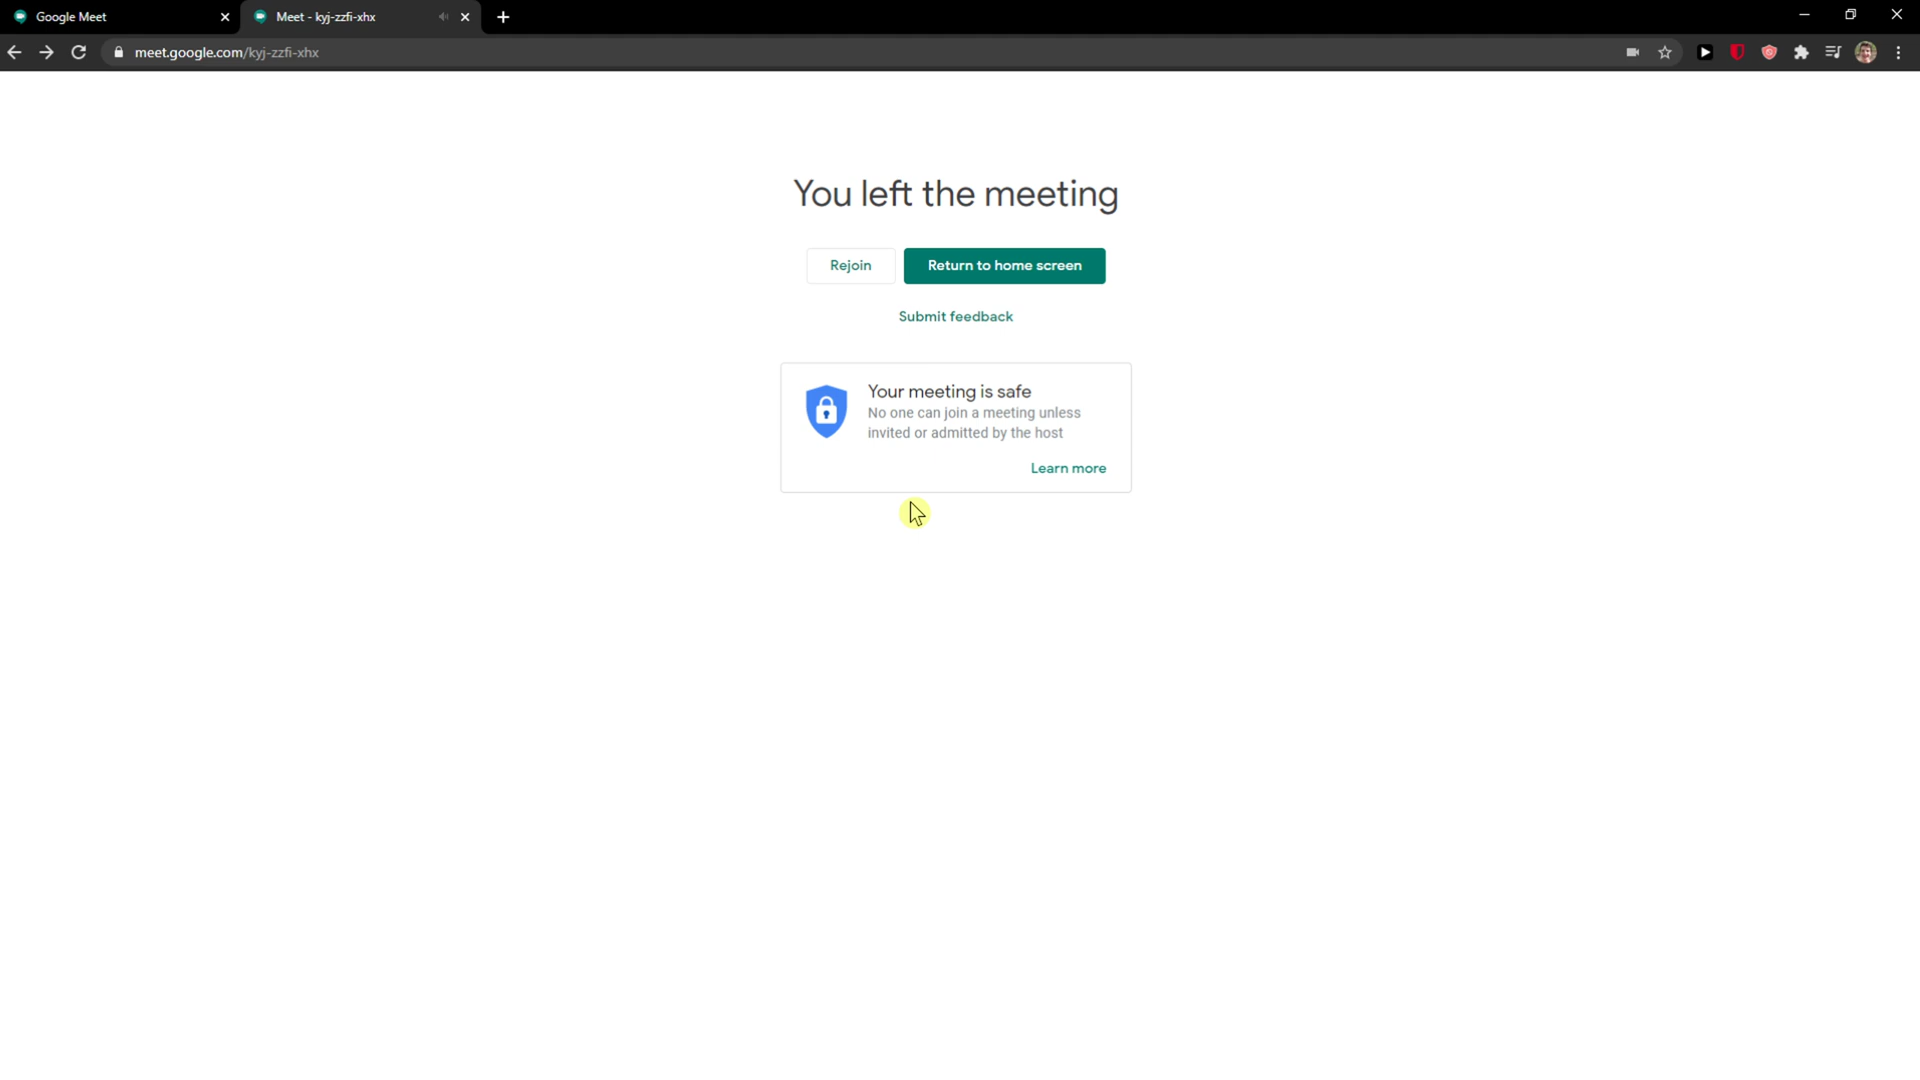 Google Meet
Meet - kyj-zzfi-xhx
meet.google.com/kyj-zzfi-xhx
You left the meeting
Rejoin
Return to home screen
Submit feedback
Your meeting is safe
No one can join a meeting unless
invited or admitted by the host
Learn more